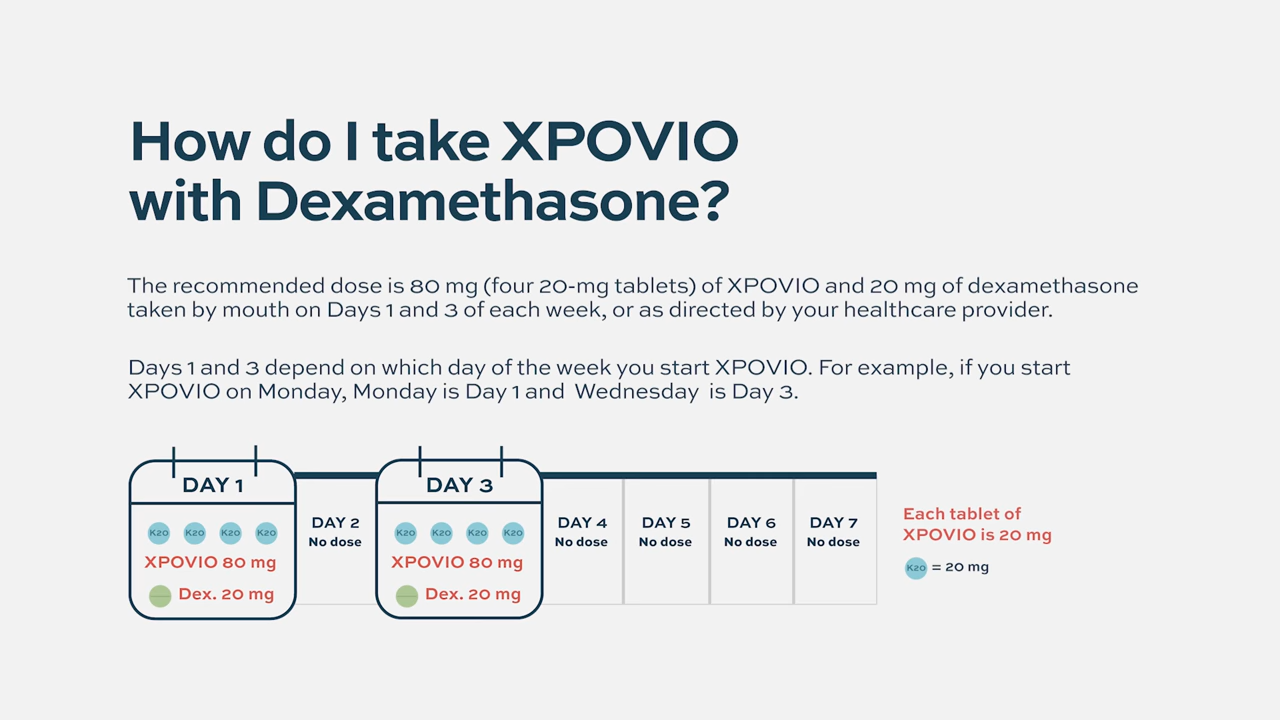 How do I take XPOVIO
with Dexamethasone?
The recommended dose is 80 mg (four 20-mg tablets) of XPOVIO and 20 mg of dexamethasone
taken by mouth on Days 1 and 3 of each week, or as directed by your healthcare provider.
Days 1 and 3 depend on which day of the week you start XPOVIO. For example, if you start
XPOVIO on Monday, Monday is Day 1 and Wednesday is Day 3.
DAY 1
K20 K20 K20 K20
XPOVIO 80 mg
Dex. 20 mg
DAY 2
No dose
DAY 3
K20 K20 K20 K20
XPOVIO 80 mg
Dex. 20 mg
DAY 4
No dose
DAY 5
No dose
DAY 6
No dose
DAY 7
No dose
Each tablet of
XPOVIO is 20 mg
K20 = 20 mg